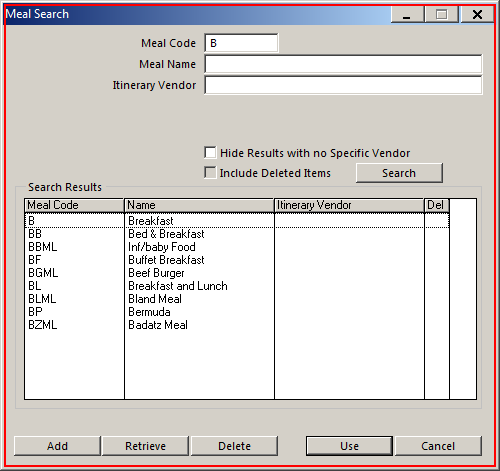 Meal Search
Meal Code B
Meal Name
Itinerary Vendor
Hide Results with no Specific Vendor
Include Deleted Items Search
Search Results
Meal Code Name Itinerary Vendor Del
B Breakfast
BB Bed & Breakfast
BBML Inf/baby Food
BF Buffet Breakfast
BGML Beef Burger
BL Breakfast and Lunch
BLML Bland Meal
BP Bermuda
BZML Badatz Meal
Add Retrieve Delete Use Cancel